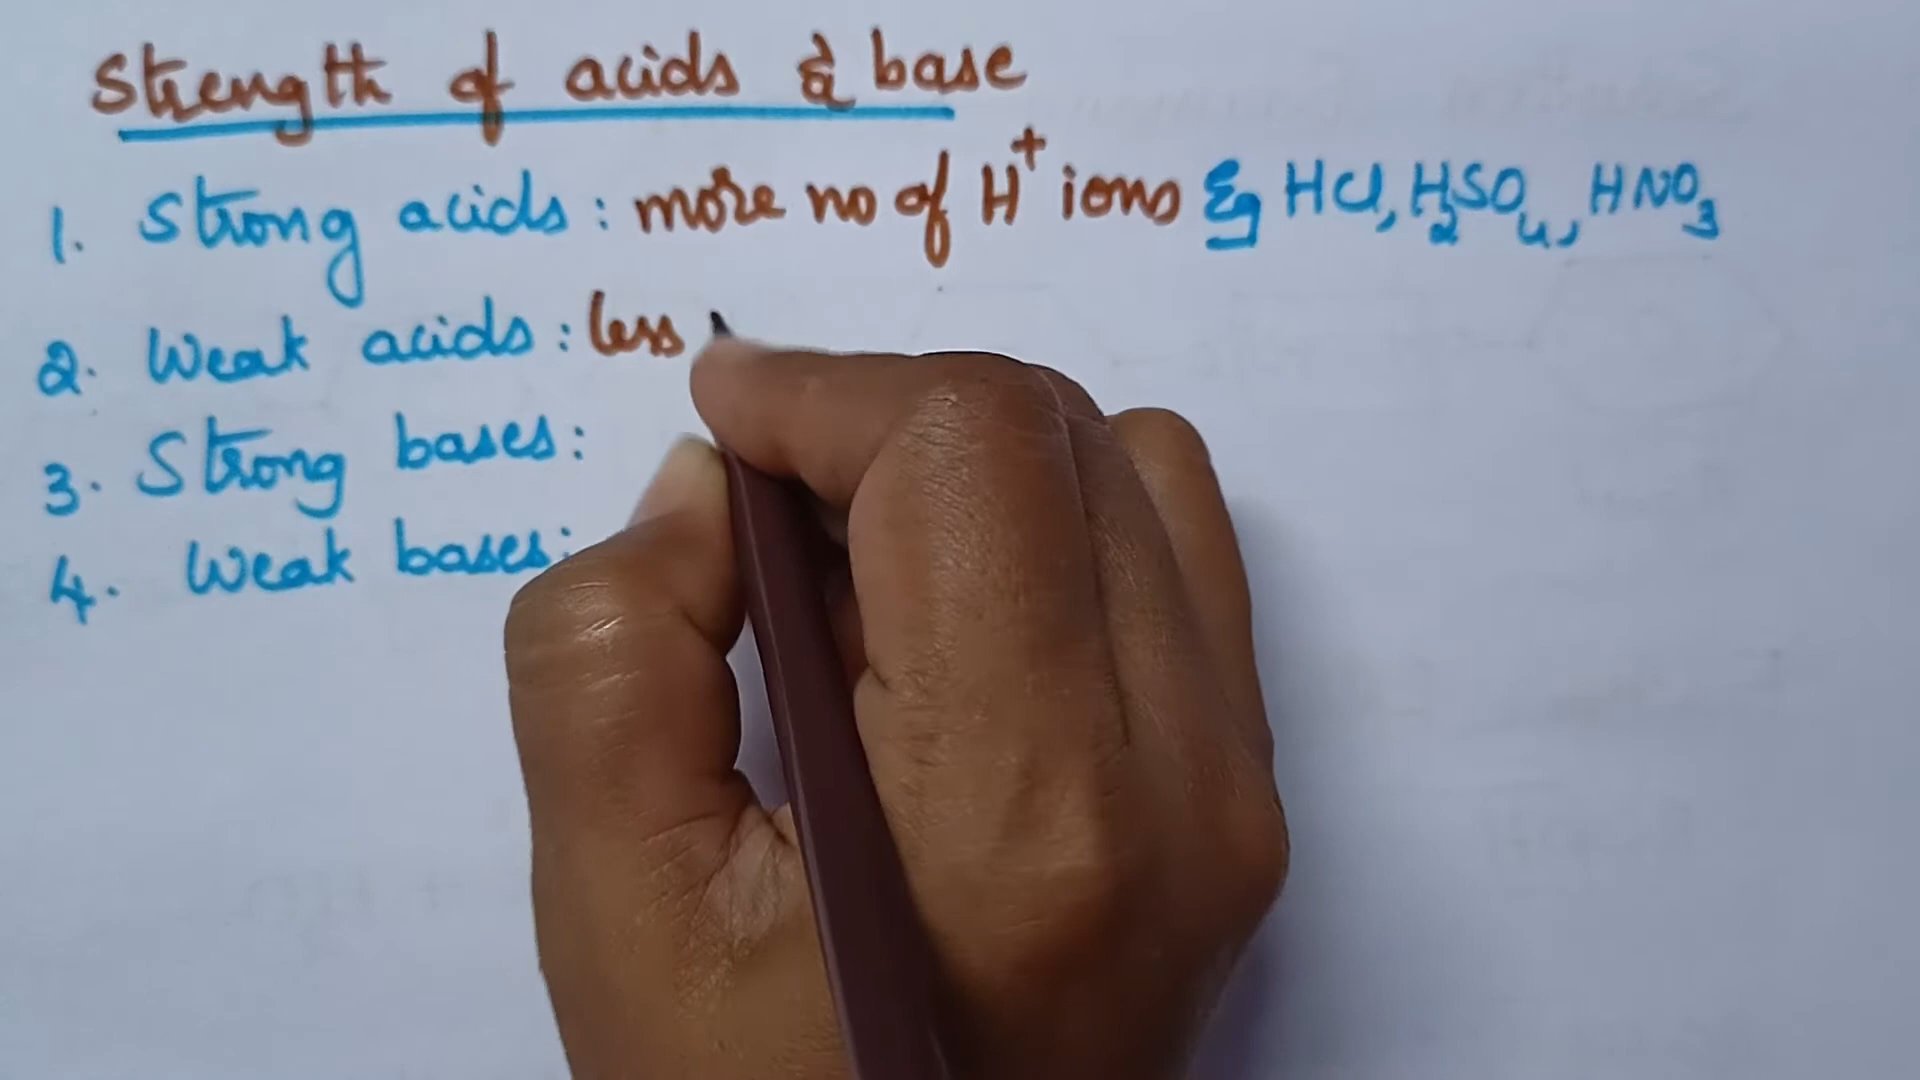 Strength of acids & base
1. Strong acids: more no of H⁺ ions Eg HCl, H₂SO₄, HNO₃
2. Weak acids: less
3. Strong bases:
4. Weak bases: